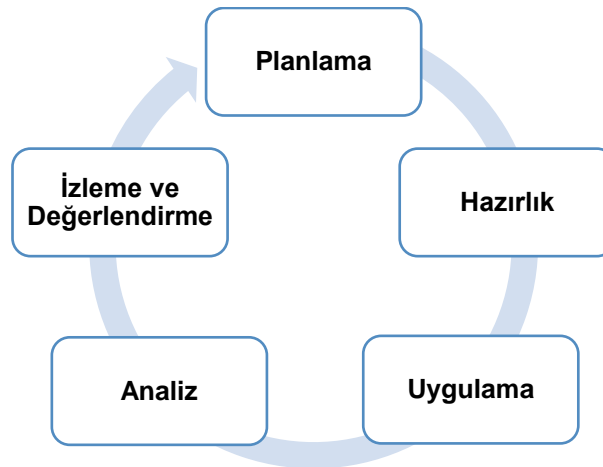 Planlama
Hazırlık
Uygulama
Analiz
İzleme ve
Değerlendirme